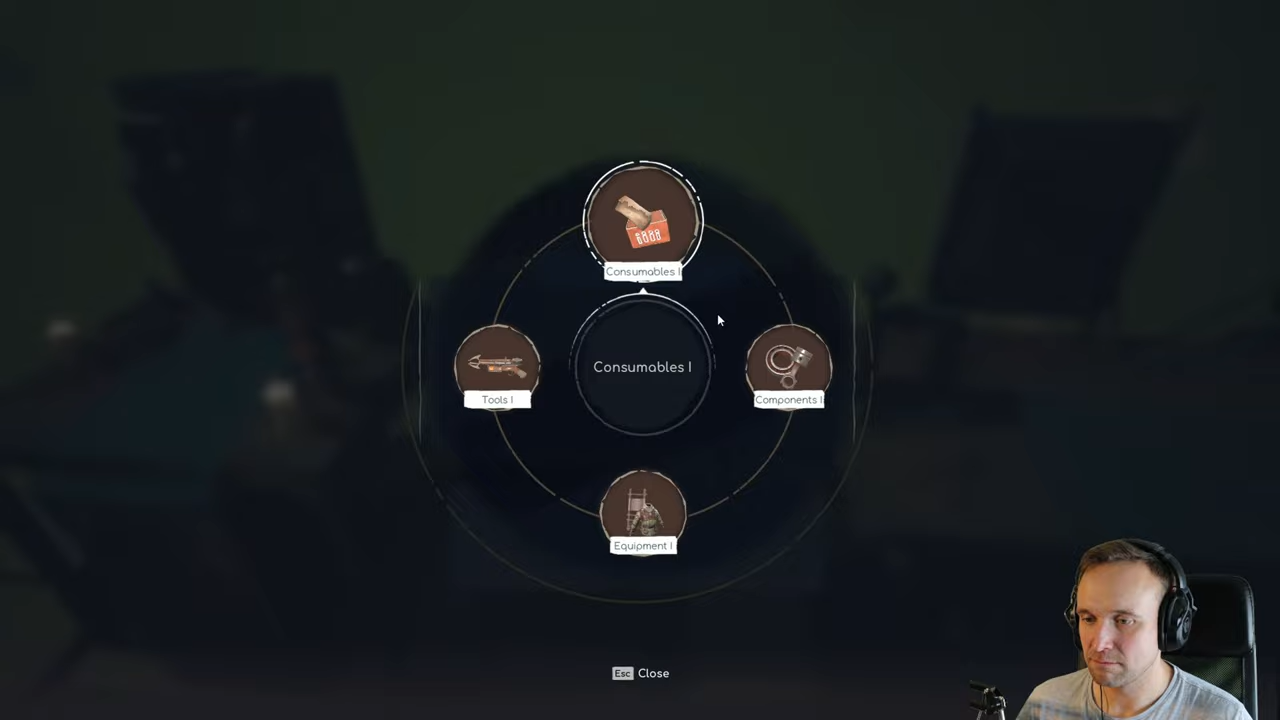 Consumables I
Consumables I
Tools I
Components I
Equipment I
Esc Close